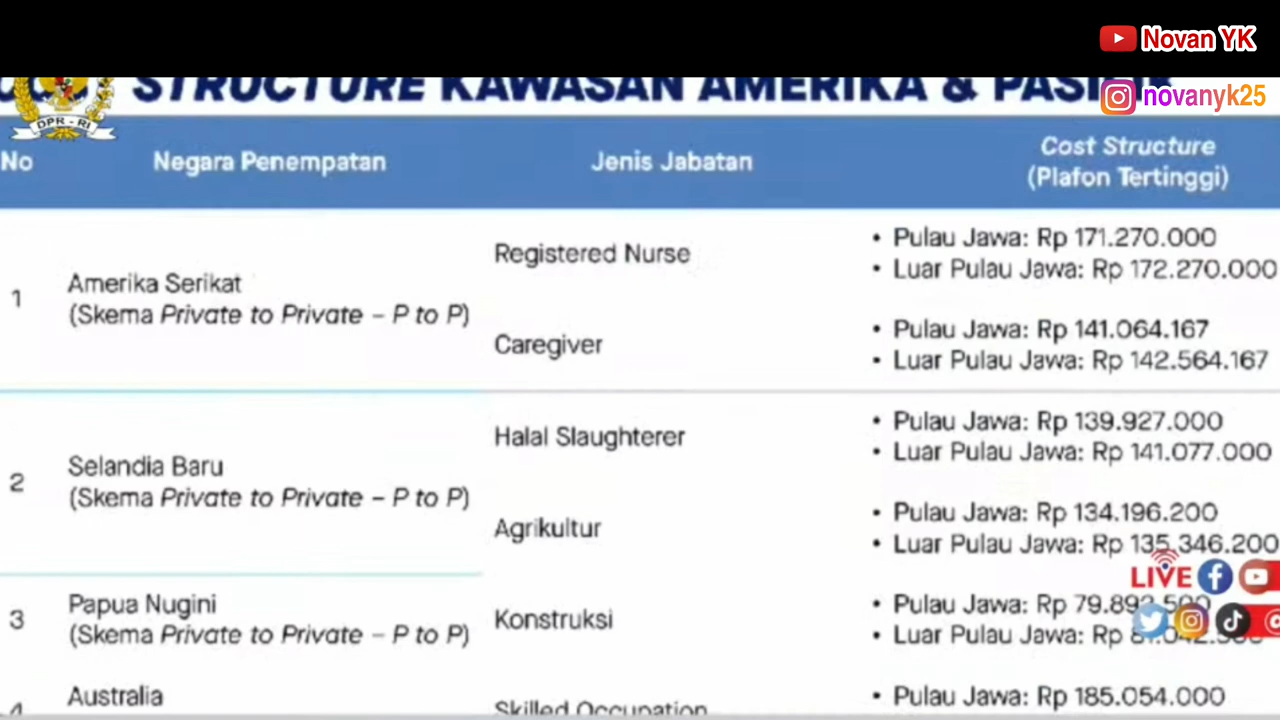 Novan YK
novanyk25
STRUCTURE KAWASAN AMERIKA &
DPR - RI
No
Negara Penempatan
Jenis Jabatan
Cost Structure
(Plafon Tertinggi)
1
Amerika Serikat
(Skema Private to Private – P to P)
Registered Nurse
• Pulau Jawa: Rp 171.270.000
• Luar Pulau Jawa: Rp 172.270.000
Caregiver
• Pulau Jawa: Rp 141.064.167
• Luar Pulau Jawa: Rp 142.564.167
2
Selandia Baru
(Skema Private to Private – P to P)
Halal Slaughterer
• Pulau Jawa: Rp 139.927.000
• Luar Pulau Jawa: Rp 141.077.000
Agrikultur
• Pulau Jawa: Rp 134.196.200
• Luar Pulau Jawa: Rp 135.346.200
LIVE
3
Papua Nugini
(Skema Private to Private – P to P)
Konstruksi
• Pulau Jawa: Rp
• Luar Pulau Jawa: Rp
4
Australia
Skilled Occupation
• Pulau Jawa: Rp 185.054.000